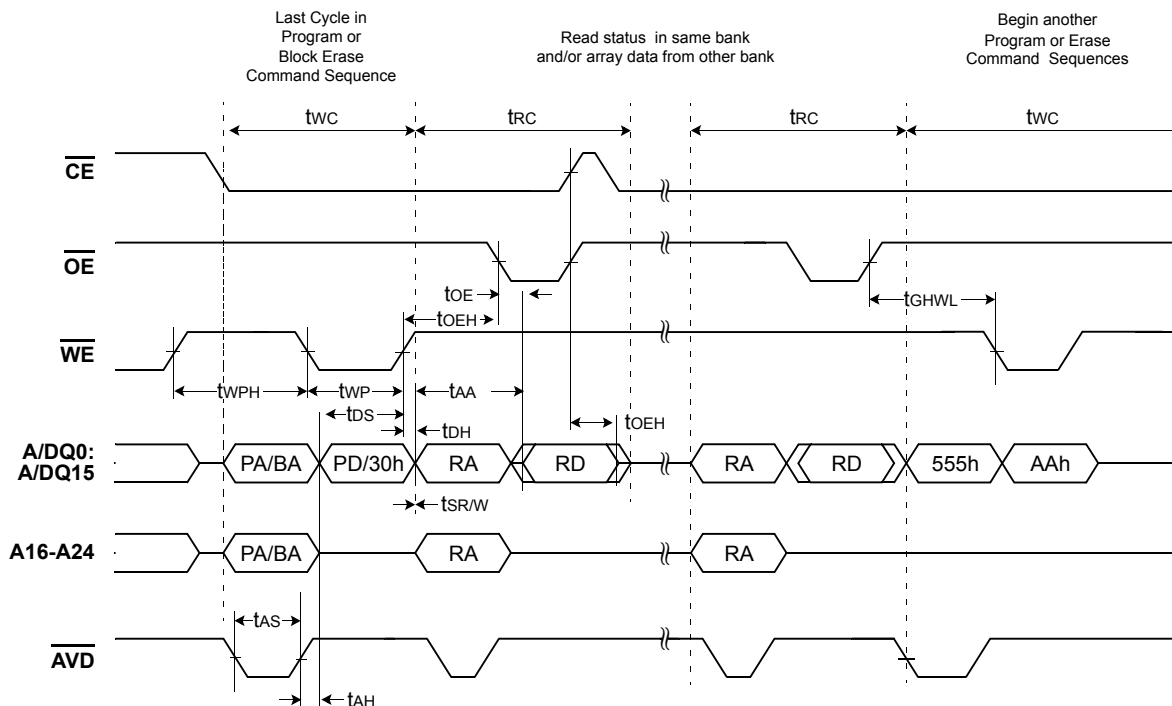 Last Cycle in
Program or
Block Erase
Command Sequence
Read status in same bank
and/or array data from other bank
Begin another
Program or Erase
Command Sequences
tWC
tRC
tRC
tWC
CE
OE
tOE
tOEH
tGHWL
WE
tWPH
tWP
tAA
tDS
tOEH
tDH
A/DQ0:
A/DQ15
PA/BA
PD/30h
RA
RD
RA
RD
555h
AAh
tSR/W
A16-A24
PA/BA
RA
RA
tAS
AVD
tAH